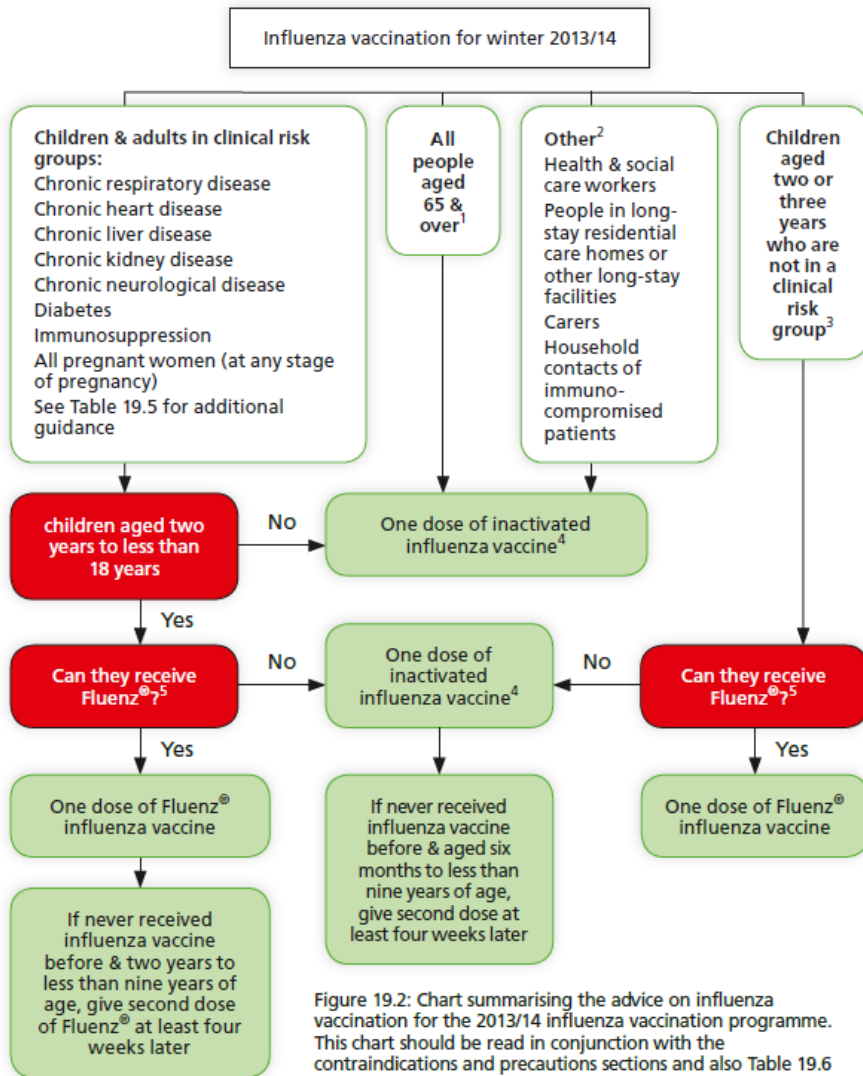 Influenza vaccination for winter 2013/14
Children & adults in clinical risk
groups:
Chronic respiratory disease
Chronic heart disease
Chronic liver disease
Chronic kidney disease
Chronic neurological disease
Diabetes
Immunosuppression
All pregnant women (at any stage
of pregnancy)
See Table 19.5 for additional
guidance
All
people
aged
65 &
over¹
Other²
Health & social
care workers
People in long-
stay residential
care homes or
other long-stay
facilities
Carers
Household
contacts of
immuno-
compromised
patients
Children
aged
two or
three
years
who are
not in a
clinical
risk
group³
children aged two
years to less than
18 years
No
One dose of inactivated
influenza vaccine⁴
Yes
Can they receive
Fluenz®?⁵
No
One dose of
inactivated
influenza vaccine⁴
No
Can they receive
Fluenz®?⁵
Yes
Yes
One dose of Fluenz®
influenza vaccine
If never received
influenza vaccine
before & aged six
months to less than
nine years of age,
give second dose at
least four weeks later
One dose of Fluenz®
influenza vaccine
If never received
influenza vaccine
before & two years to
less than nine years of
age, give second dose
of Fluenz® at least four
weeks later
Figure 19.2: Chart summarising the advice on influenza
vaccination for the 2013/14 influenza vaccination programme.
This chart should be read in conjunction with the
contraindications and precautions sections and also Table 19.6